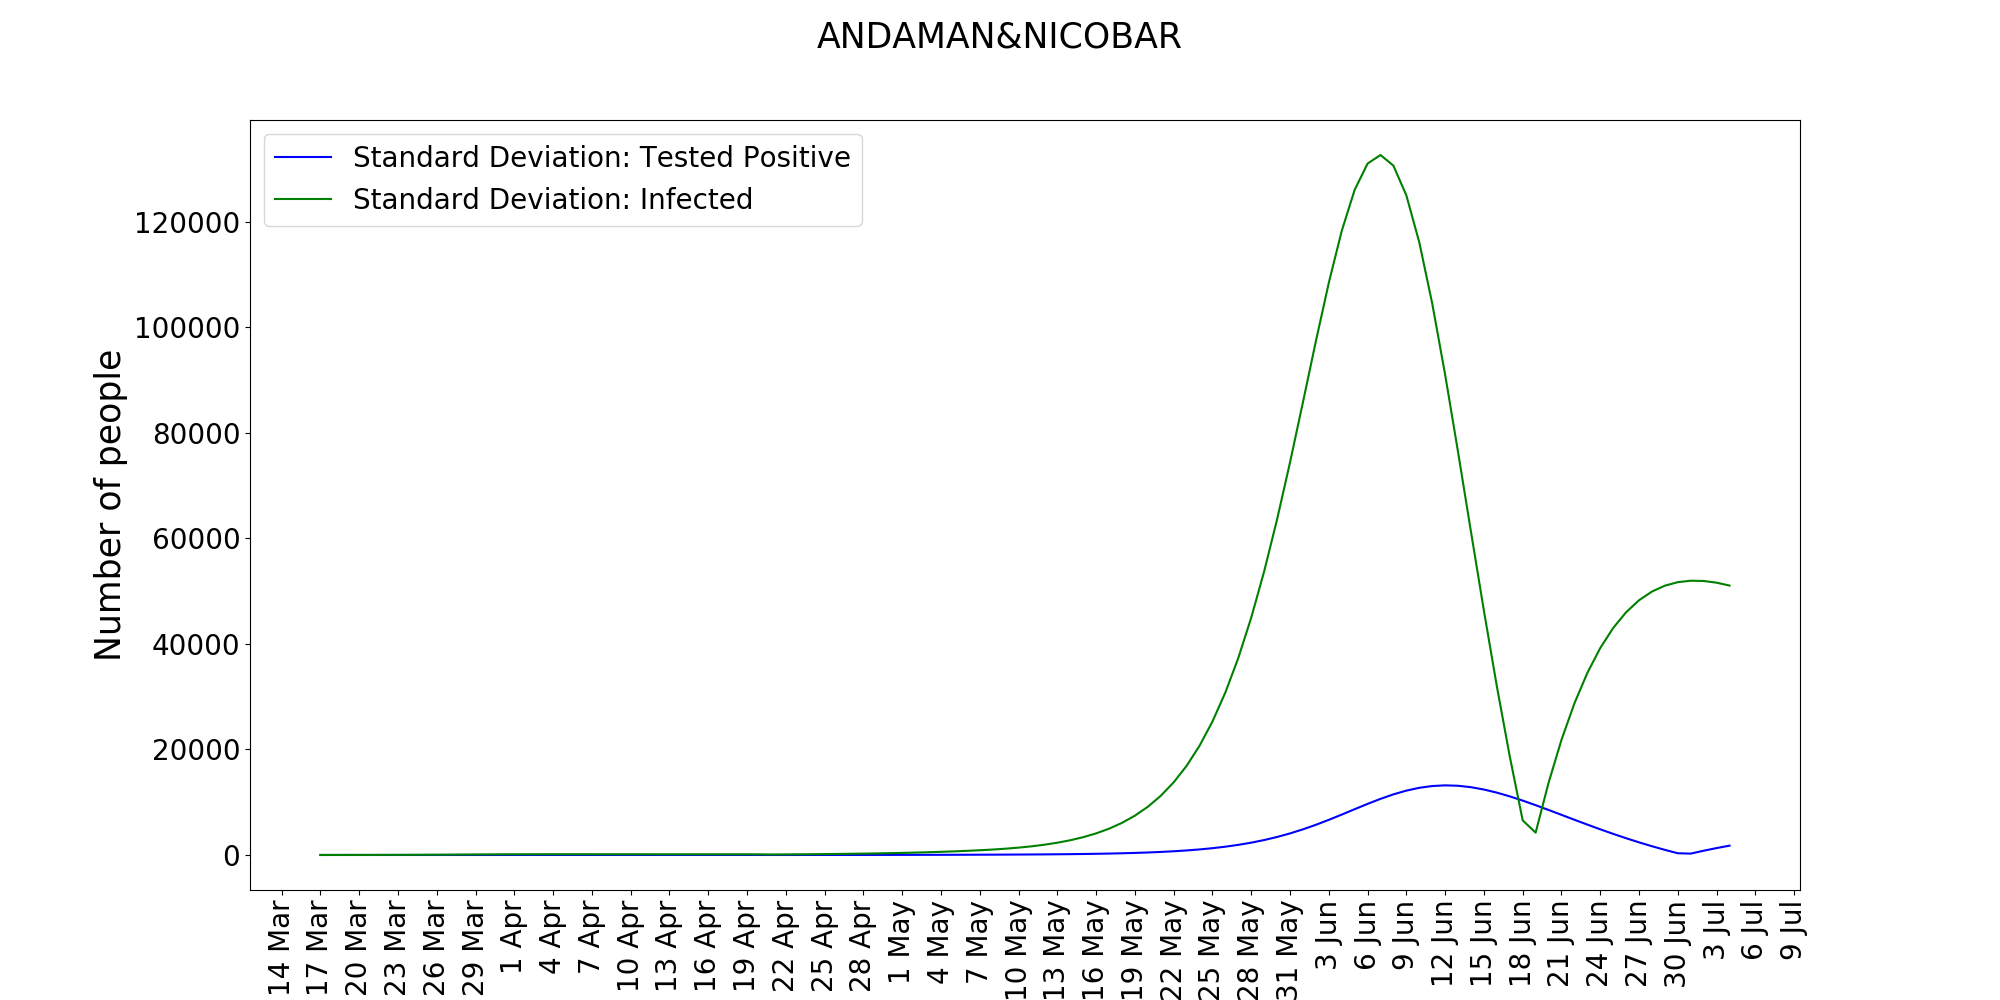 ANDAMAN&NICOBAR
Standard Deviation: Tested Positive
Standard Deviation: Infected
Number of people
120000
100000
80000
60000
40000
20000
0
14 Mar
17 Mar
20 Mar
23 Mar
26 Mar
29 Mar
1 Apr
4 Apr
7 Apr
10 Apr
13 Apr
16 Apr
19 Apr
22 Apr
25 Apr
28 Apr
1 May
4 May
7 May
10 May
13 May
16 May
19 May
22 May
25 May
28 May
31 May
3 Jun
6 Jun
9 Jun
12 Jun
15 Jun
18 Jun
21 Jun
24 Jun
27 Jun
30 Jun
3 Jul
6 Jul
9 Jul